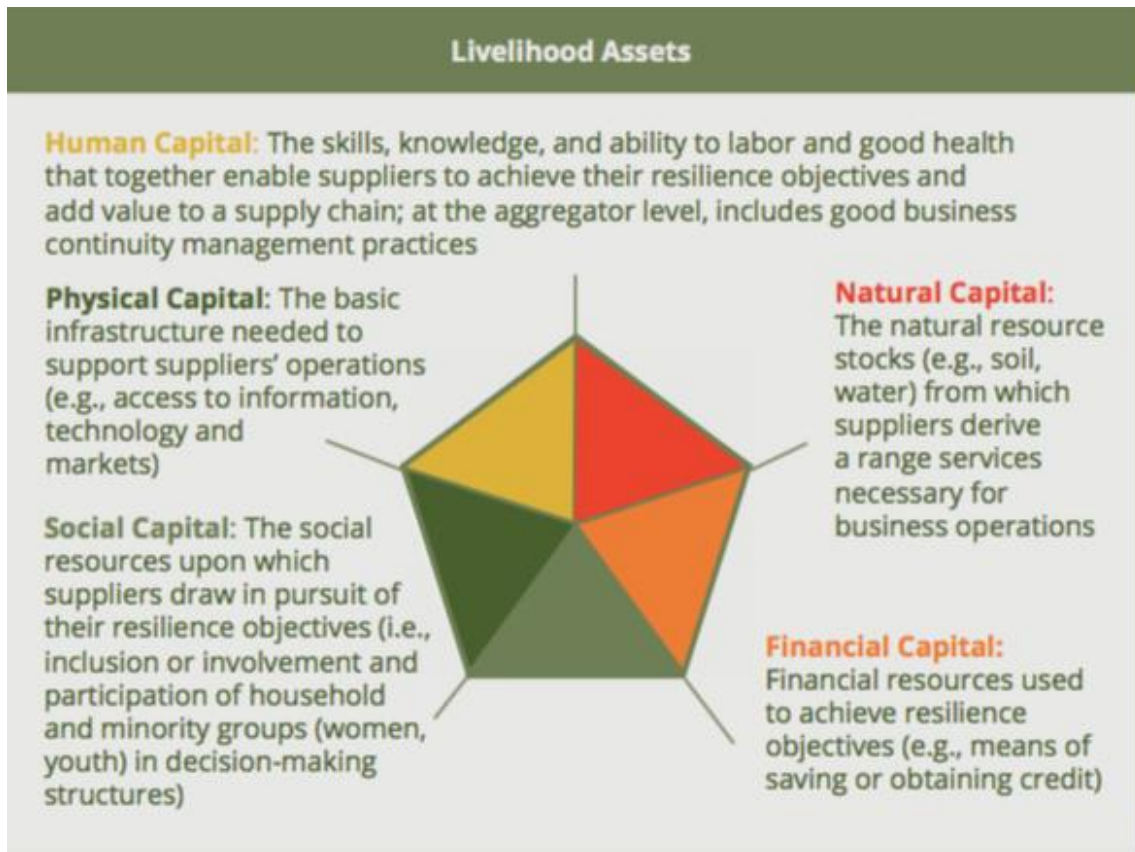 Livelihood Assets
Human Capital: The skills, knowledge, and ability to labor and good health
that together enable suppliers to achieve their resilience objectives and
add value to a supply chain; at the aggregator level, includes good business
continuity management practices
Physical Capital: The basic
infrastructure needed to
support suppliers’ operations
(e.g., access to information,
technology and
markets)
Social Capital: The social
resources upon which
suppliers draw in pursuit of
their resilience objectives (i.e.,
inclusion or involvement and
participation of household
and minority groups (women,
youth) in decision-making
structures)
Natural Capital:
The natural resource
stocks (e.g., soil,
water) from which
suppliers derive
a range services
necessary for
business operations
Financial Capital:
Financial resources used
to achieve resilience
objectives (e.g., means of
saving or obtaining credit)